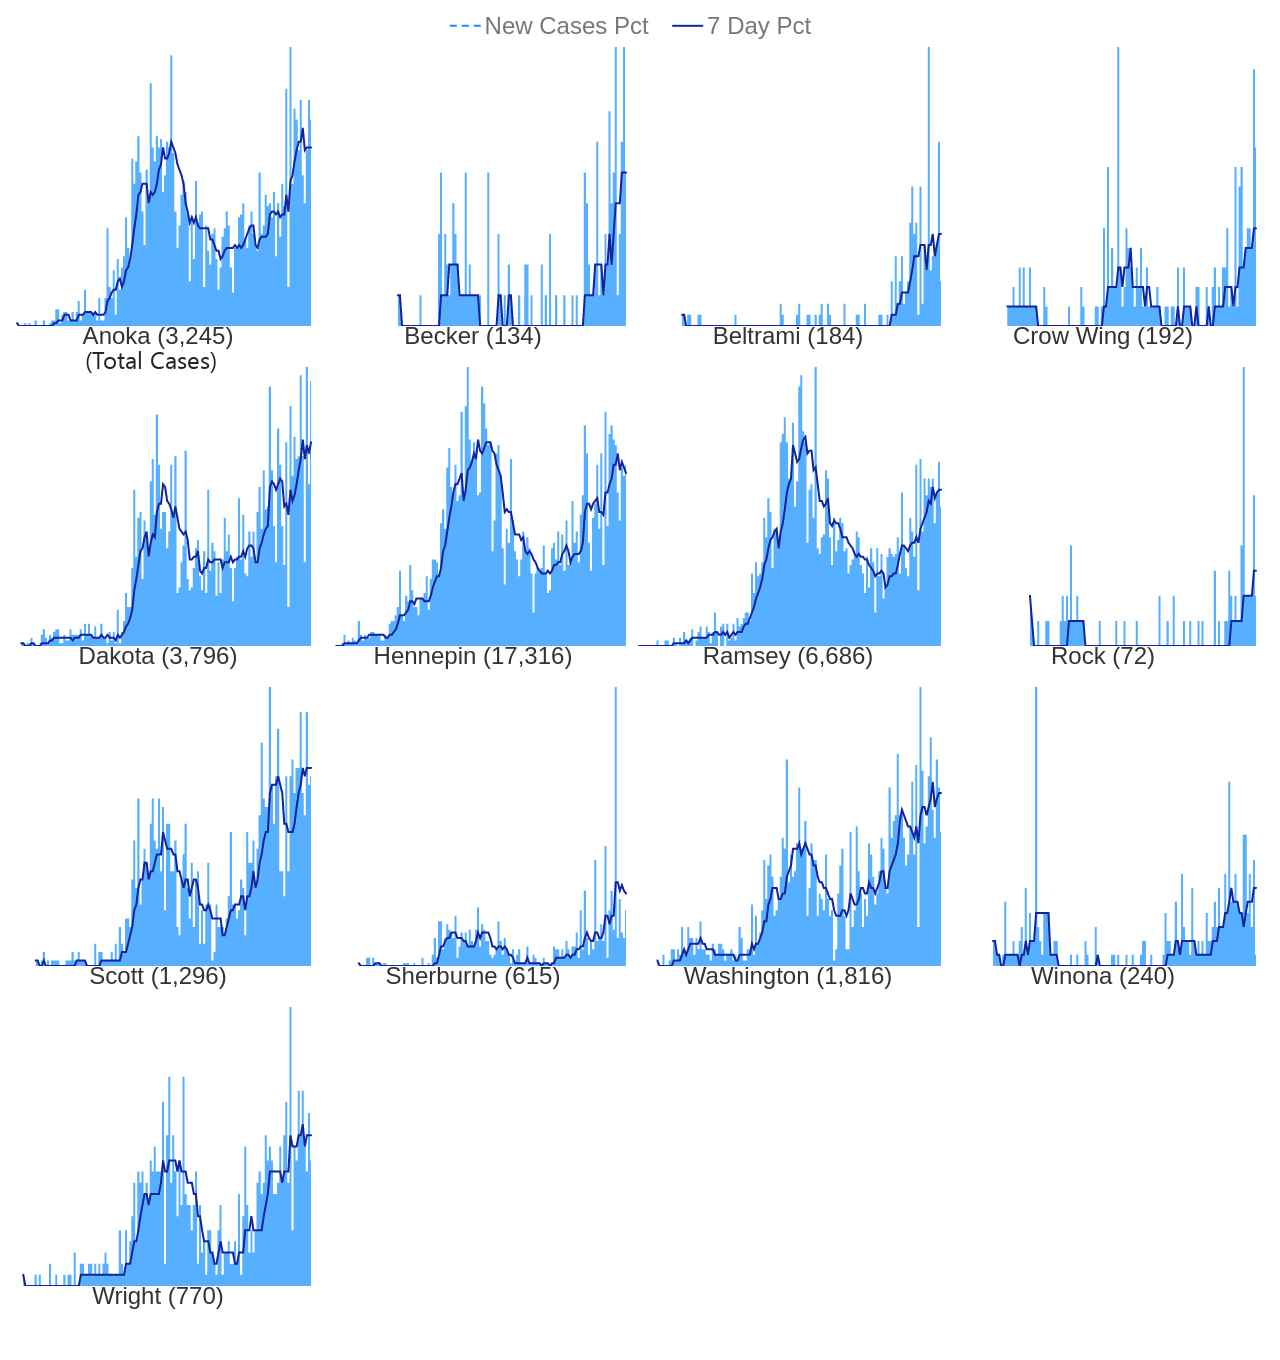 New Cases Pct 7 Day Pct
Anoka (3,245) Becker (134) Beltrami (184) Crow Wing (192)
(Total Cases)
Dakota (3,796) Hennepin (17,316) Ramsey (6,686) Rock (72)
Scott (1,296) Sherburne (615) Washington (1,816) Winona (240)
Wright (770)